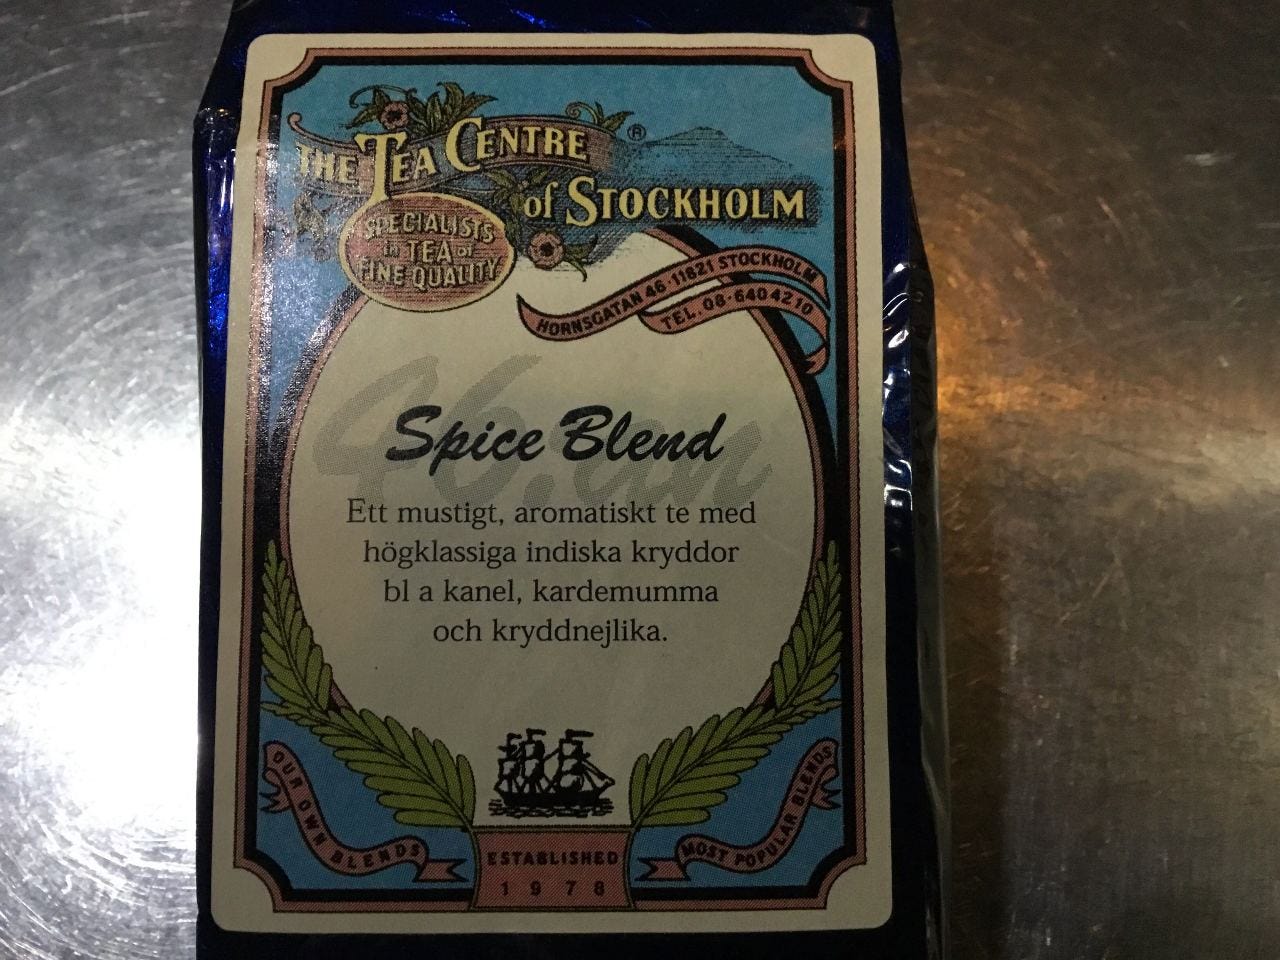 THE TEA CENTRE ®
of STOCKHOLM
SPECIALISTS
in TEA OF
FINE QUALITY
HORNSGATAN 46·11821 STOCKHOLM
TEL. 08-6404210
46:an
Spice Blend
Ett mustigt, aromatiskt te med
högklassiga indiska kryddor
bl a kanel, kardemumma
och kryddnejlika.
OUR OWN BLENDS
MOST POPULAR BLENDS
ESTABLISHED
1978